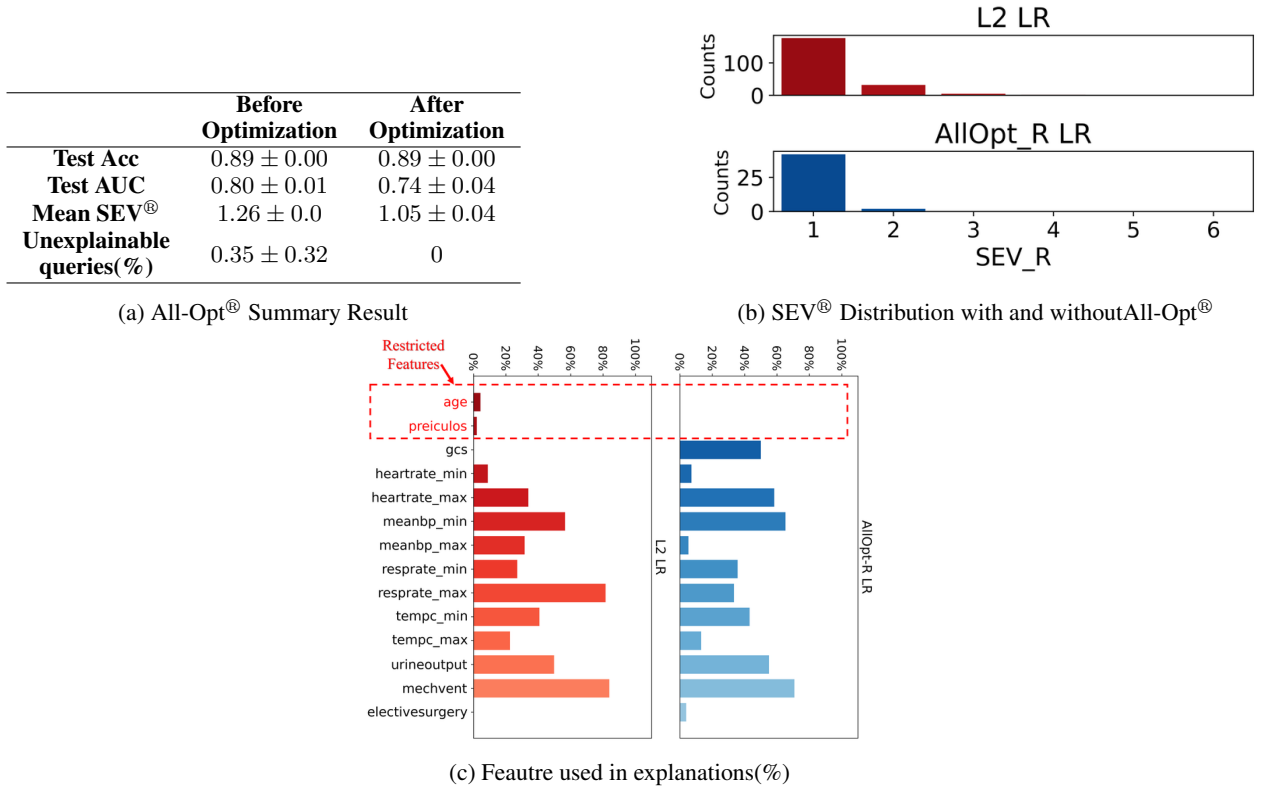 Before
Optimization
After
Optimization
Test Acc 0.89 ± 0.00 0.89 ± 0.00
Test AUC 0.80 ± 0.01 0.74 ± 0.04
Mean SEV® 1.26 ± 0.0 1.05 ± 0.04
Unexplainable
queries(%) 0.35 ± 0.32 0
(a) All-Opt® Summary Result
L2 LR
Counts
100
0
AllOpt_R LR
Counts
25
0
1 2 3 4 5 6
SEV_R
(b) SEV® Distribution with and withoutAll-Opt®
Restricted
Features
0% 20% 40% 60% 80% 100%
0% 20% 40% 60% 80% 100%
age
preiculos
gcs
heartrate_min
heartrate_max
meanbp_min
meanbp_max
resprate_min
resprate_max
tempc_min
tempc_max
urineoutput
mechvent
electivesurgery
L2 LR
AllOpt-R LR
(c) Feautre used in explanations(%)